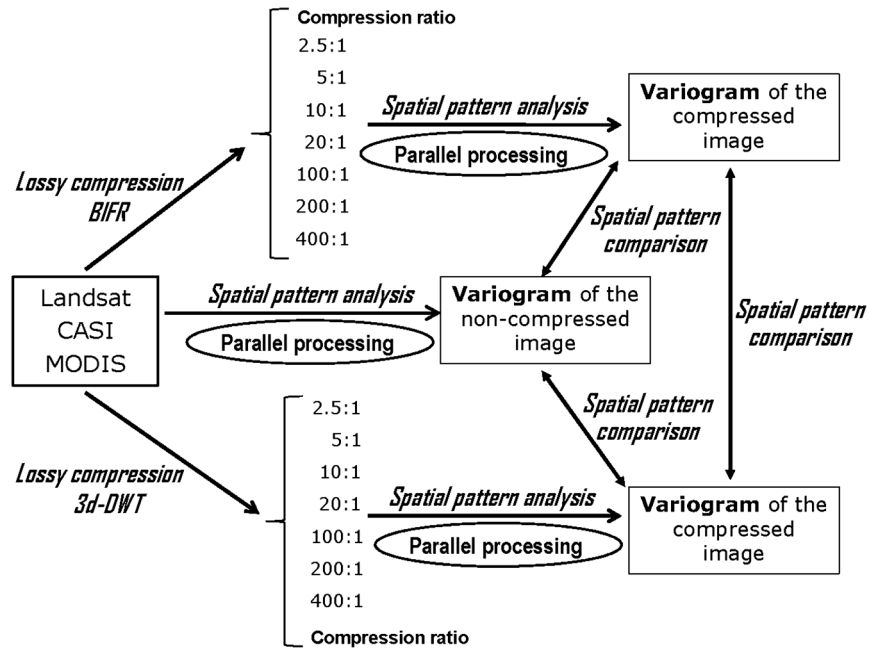 Compression ratio
2.5:1
5:1
10:1
20:1
100:1
200:1
400:1
Spatial pattern analysis
Parallel processing
Variogram of the
compressed
image
Lossy compression
BIFR
Spatial pattern
comparison
Landsat
CASI
MODIS
Spatial pattern analysis
Parallel processing
Variogram of the
non-compressed
image
Spatial pattern
comparison
Spatial pattern
comparison
Lossy compression
3d-DWT
2.5:1
5:1
10:1
20:1
100:1
200:1
400:1
Compression ratio
Spatial pattern analysis
Parallel processing
Variogram of the
compressed
image